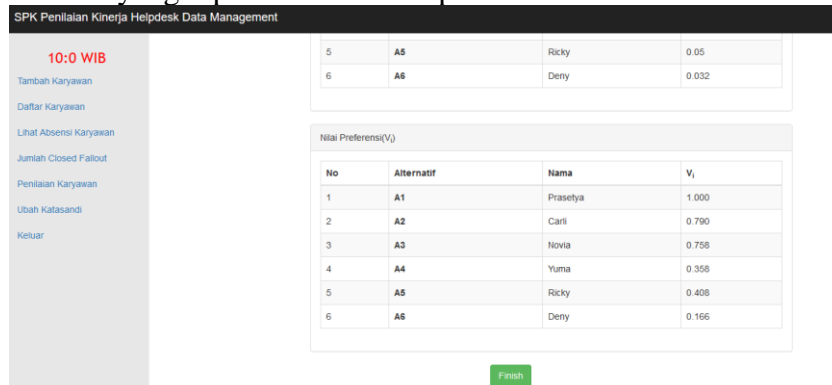 SPK Penilaian Kinerja Helpdesk Data Management
10:0 WIB
Tambah Karyawan
Daftar Karyawan
Lihat Absensi Karyawan
Jumlah Closed Fallout
Penilaian Karyawan
Ubah Katasandi
Keluar
5 A5 Ricky 0.05
6 A6 Deny 0.032
Nilai Preferensi(Vi)
No Alternatif Nama Vi
1 A1 Prasetya 1.000
2 A2 Carli 0.790
3 A3 Novia 0.758
4 A4 Yuma 0.358
5 A5 Ricky 0.408
6 A6 Deny 0.166
Finish